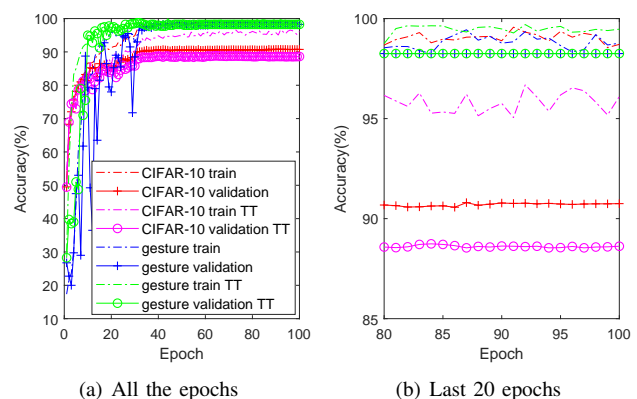 100
90
80
70
60
50
40
30
20
10
Accuracy(%)
CIFAR-10 train
CIFAR-10 validation
CIFAR-10 train TT
CIFAR-10 validation TT
gesture train
gesture validation
gesture train TT
gesture validation TT
0 20 40 60 80 100
Epoch
(a) All the epochs
100
95
90
85
Accuracy(%)
80 85 90 95 100
Epoch
(b) Last 20 epochs